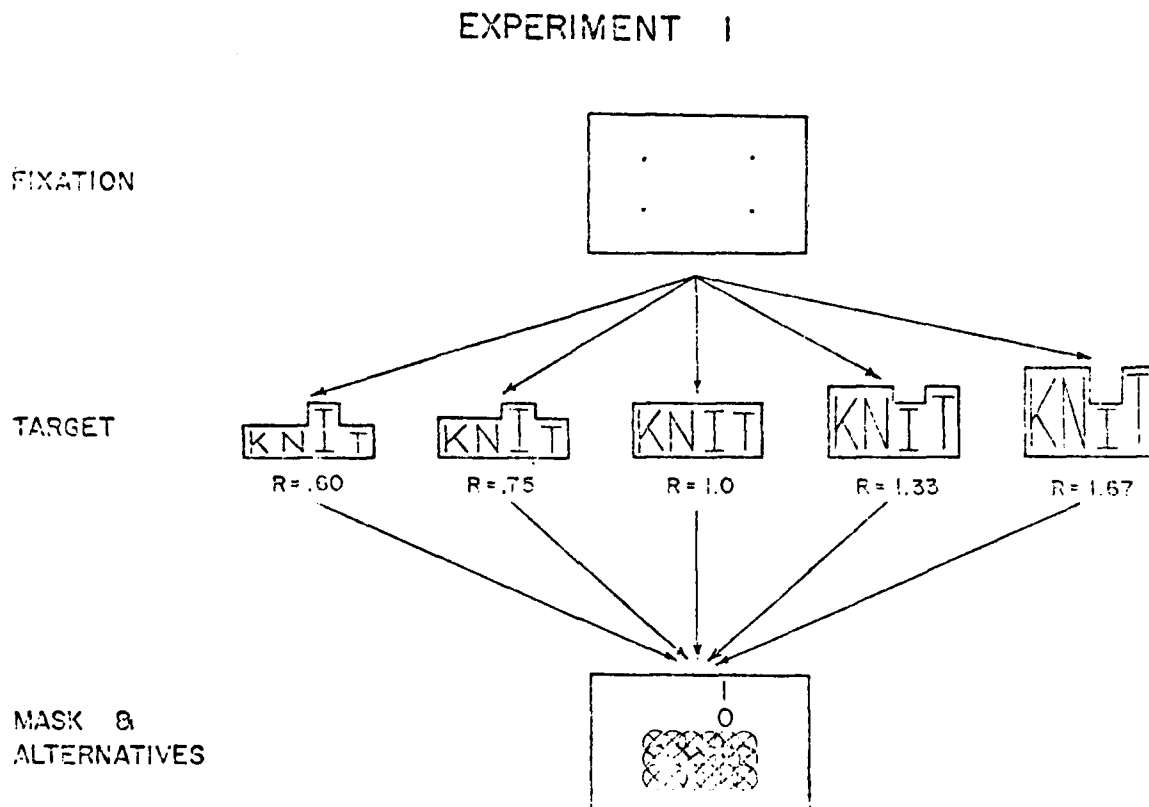 EXPERIMENT I
FIXATION
TARGET
KNIT KNIT KNIT KNIT KNIT
R=.60 R=.75 R=1.0 R=1.33 R=1.67
I
O
MASK &
ALTERNATIVES